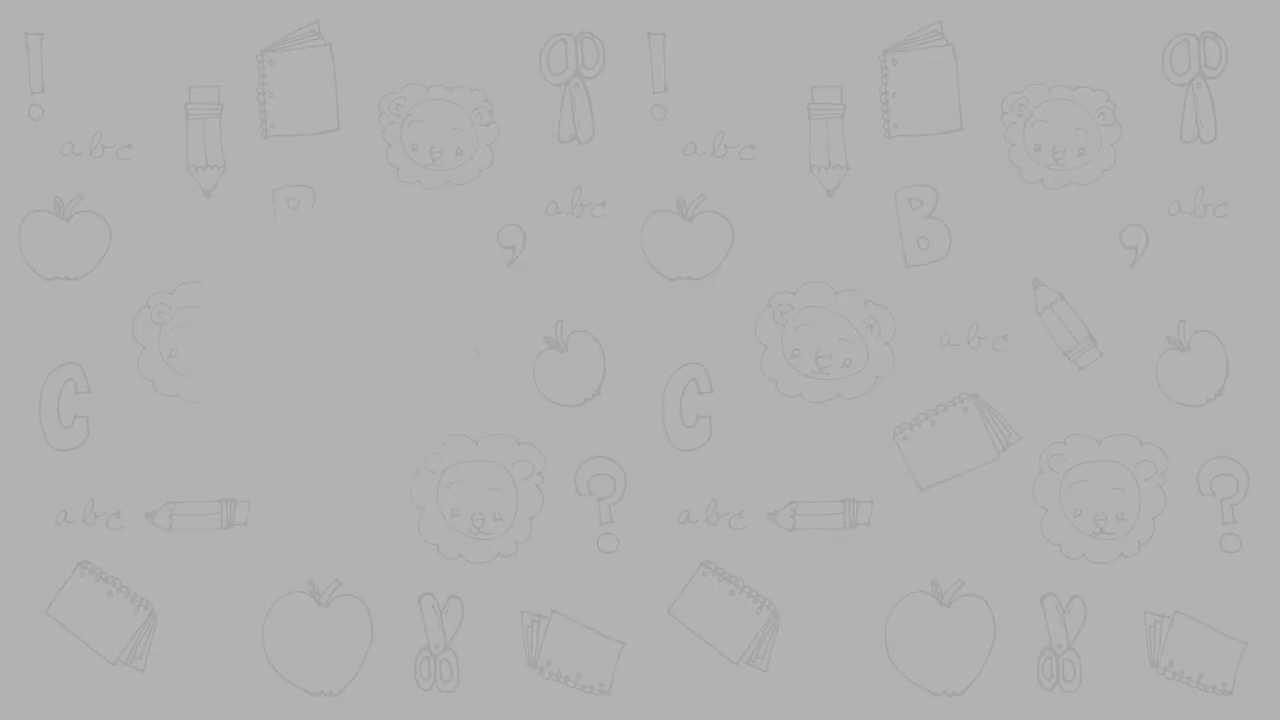 ! !
abc abc
B
abc abc
, ,
abc
C C
? ?
abc abc